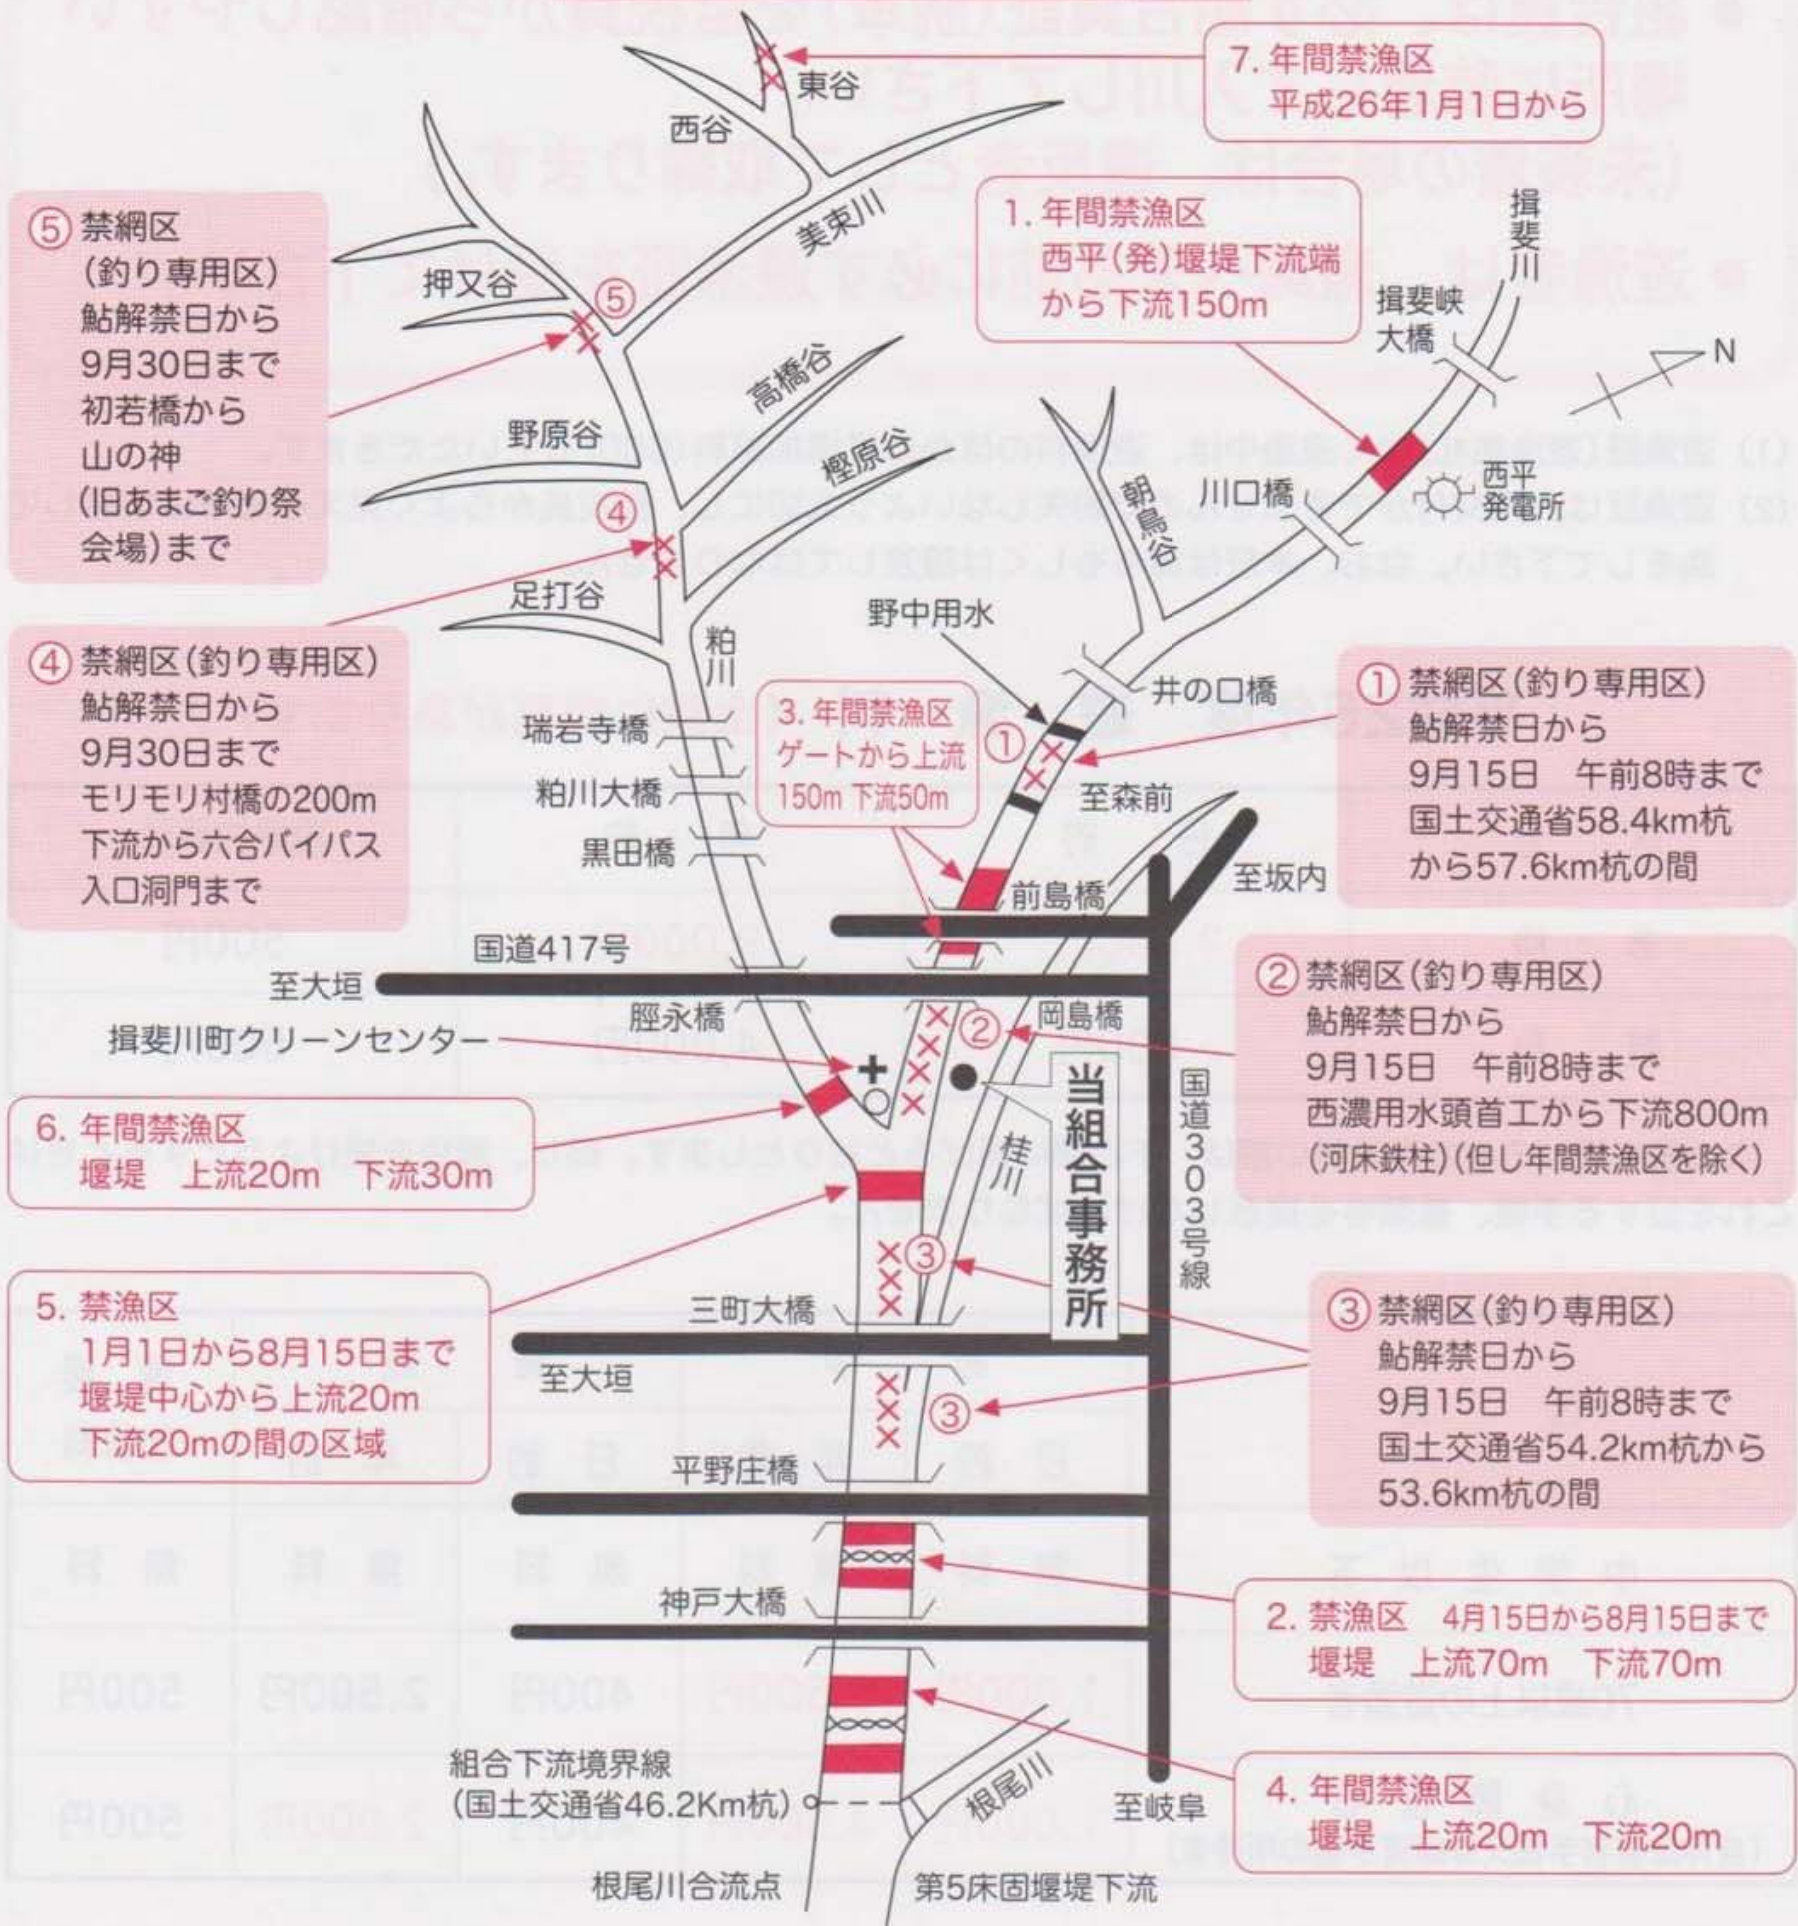 東谷
西谷
7. 年間禁漁区
平成26年1月1日から
美束川
⑤ 禁網区
(釣り専用区)
鮎解禁日から
9月30日まで
初若橋から
山の神
(旧あまご釣り祭
会場)まで
押又谷
⑤
1. 年間禁漁区
西平(発)堰堤下流端
から下流150m
揖斐川
揖斐峡
大橋
N
高橋谷
野原谷
樫原谷
④
朝鳥谷
川口橋
西平
発電所
足打谷
野中用水
粕川
④ 禁網区(釣り専用区)
鮎解禁日から
9月30日まで
モリモリ村橋の200m
下流から六合バイパス
入口洞門まで
瑞岩寺橋
粕川大橋
黒田橋
3. 年間禁漁区
ゲートから上流
150m 下流50m
①
井の口橋
至森前
① 禁網区(釣り専用区)
鮎解禁日から
9月15日 午前8時まで
国土交通省58.4km杭
から57.6km杭の間
至坂内
前島橋
国道417号
至大垣
脛永橋
揖斐川町クリーンセンター
②
岡島橋
② 禁網区(釣り専用区)
鮎解禁日から
9月15日 午前8時まで
西濃用水頭首工から下流800m
(河床鉄柱)(但し年間禁漁区を除く)
当組合事務所
国道303号線
桂川
6. 年間禁漁区
堰堤 上流20m 下流30m
③
5. 禁漁区
1月1日から8月15日まで
堰堤中心から上流20m
下流20mの間の区域
三町大橋
至大垣
③
③ 禁網区(釣り専用区)
鮎解禁日から
9月15日 午前8時まで
国土交通省54.2km杭から
53.6km杭の間
平野庄橋
神戸大橋
2. 禁漁区 4月15日から8月15日まで
堰堤 上流70m 下流70m
組合下流境界線
(国土交通省46.2Km杭)
根尾川
至岐阜
4. 年間禁漁区
堰堤 上流20m 下流20m
根尾川合流点
第5床固堰堤下流